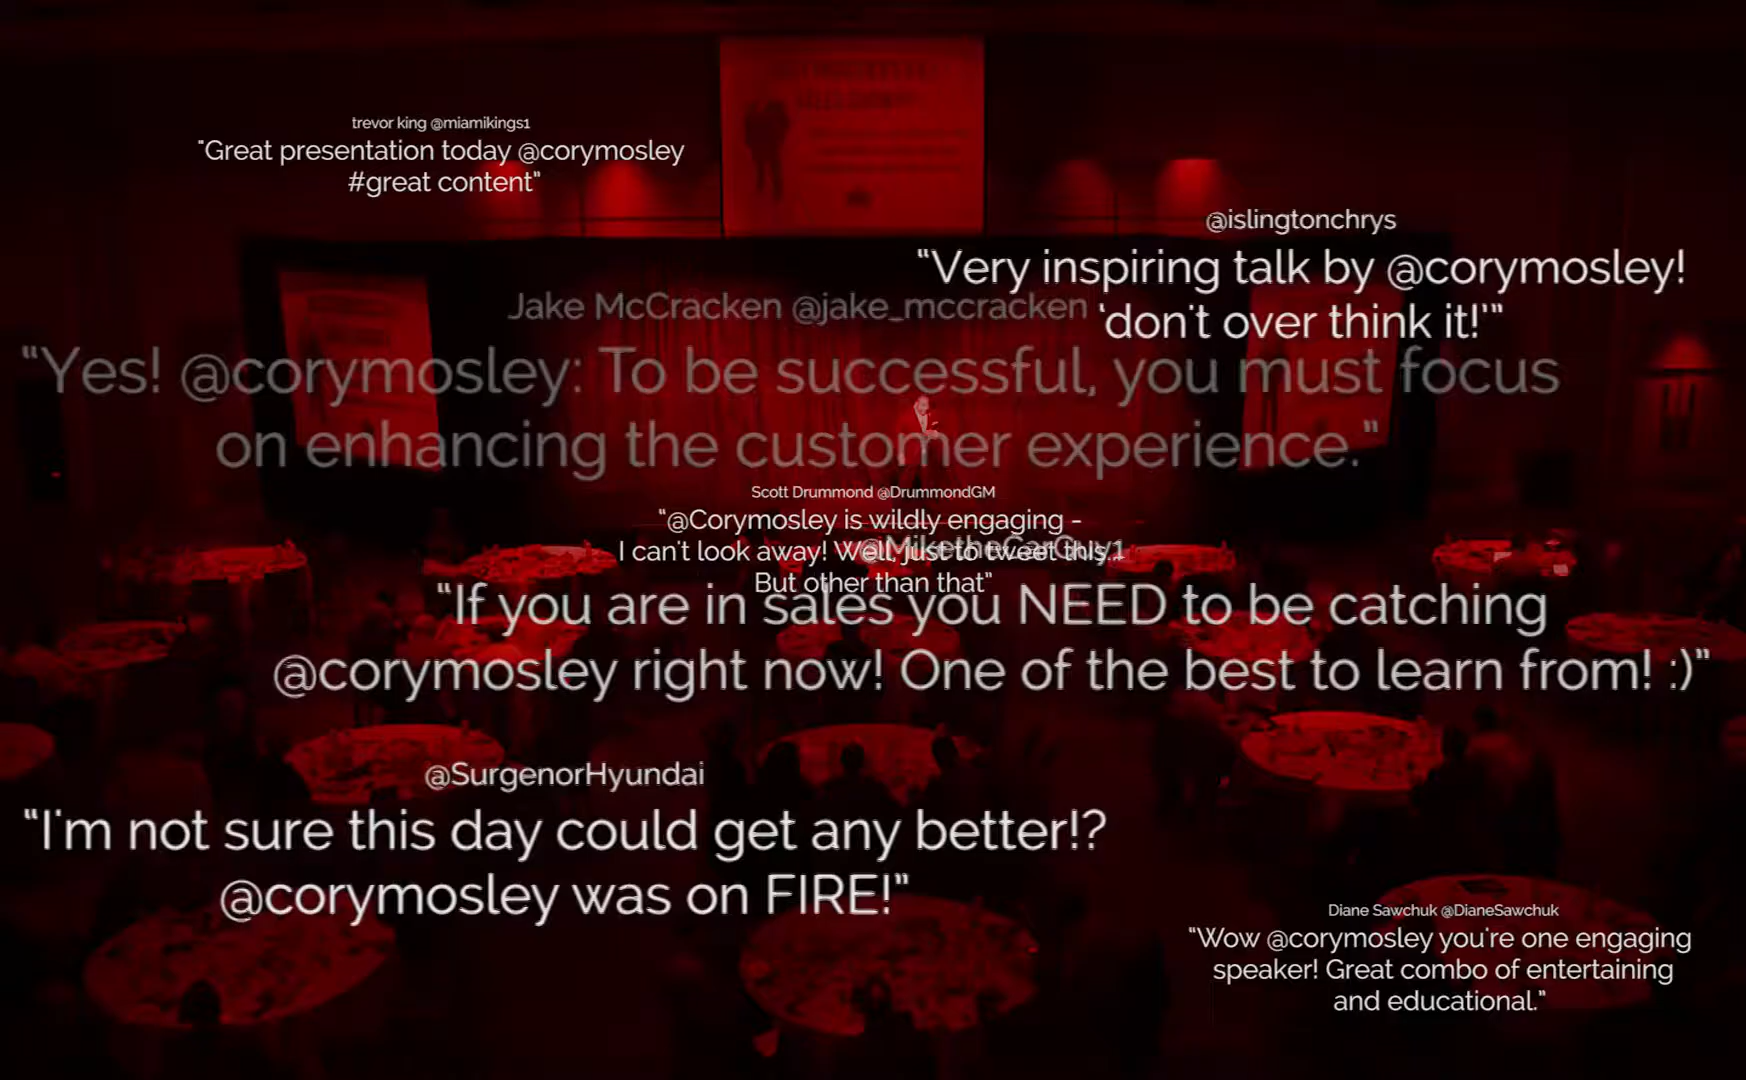 trevor king @miamikings1
"Great presentation today @corymosley
#great content"
@islingtonchrys
“Very inspiring talk by @corymosley!
‘don't over think it!'”
Jake McCracken @jake_mccracken
“Yes! @corymosley: To be successful, you must focus
on enhancing the customer experience.”
Scott Drummond @DrummondGM
“@Corymosley is wildly engaging -
I can't look away! Well, just to tweet this...
But other than that”
@MiketheCarGuy1
“If you are in sales you NEED to be catching
@corymosley right now! One of the best to learn from! :)”
@SurgenorHyundai
“I'm not sure this day could get any better!?
@corymosley was on FIRE!”
Diane Sawchuk @DianeSawchuk
“Wow @corymosley you're one engaging
speaker! Great combo of entertaining
and educational.”